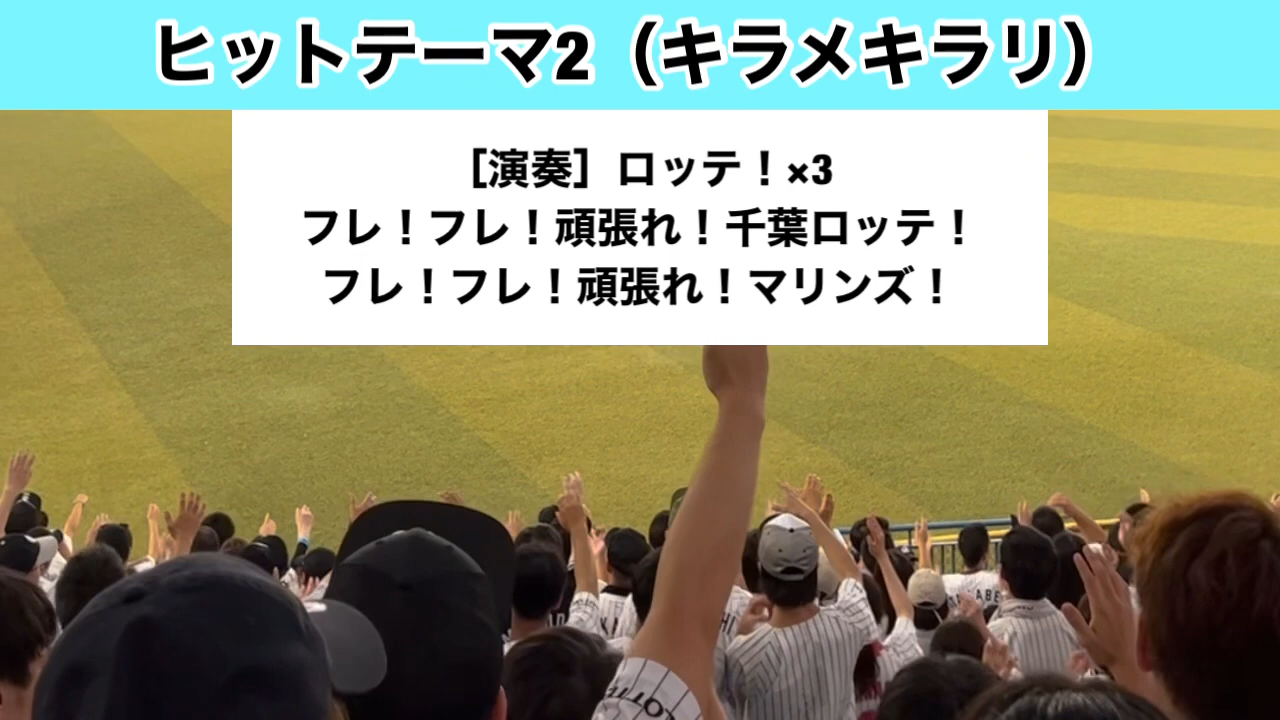 ヒットテーマ2（キラメキラリ）
［演奏］ロッテ！×3
フレ！フレ！頑張れ！千葉ロッテ！
フレ！フレ！頑張れ！マリンズ！